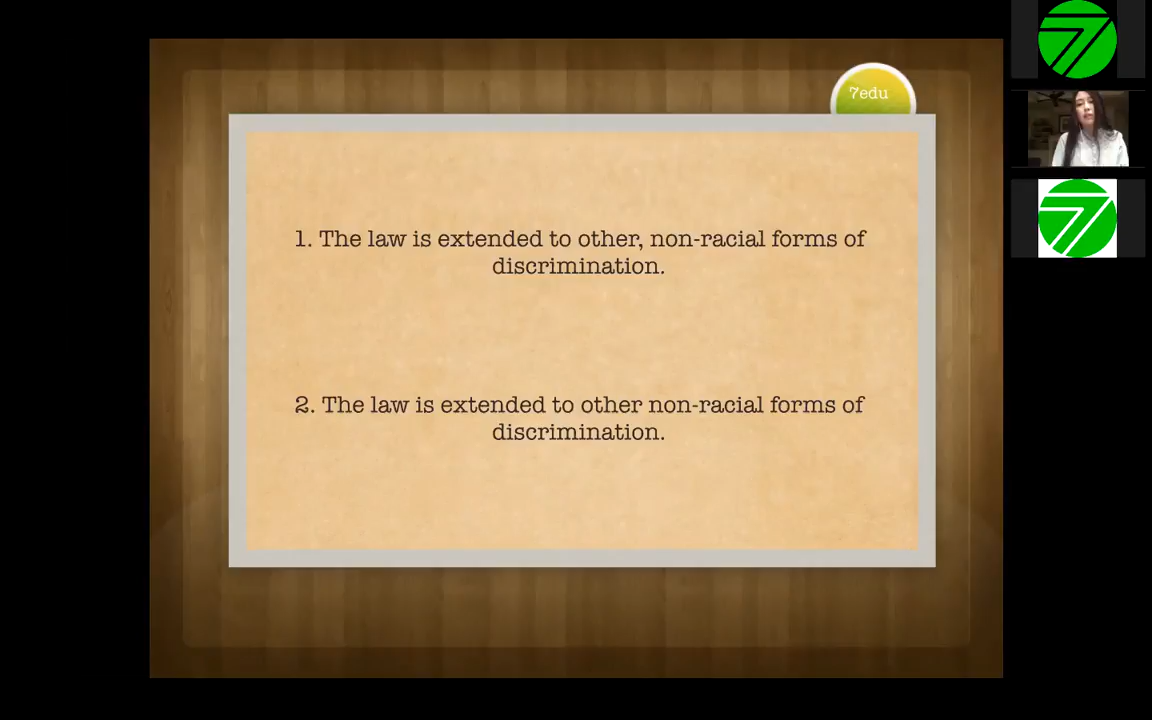 7edu
1. The law is extended to other, non-racial forms of
discrimination.
2. The law is extended to other non-racial forms of
discrimination.